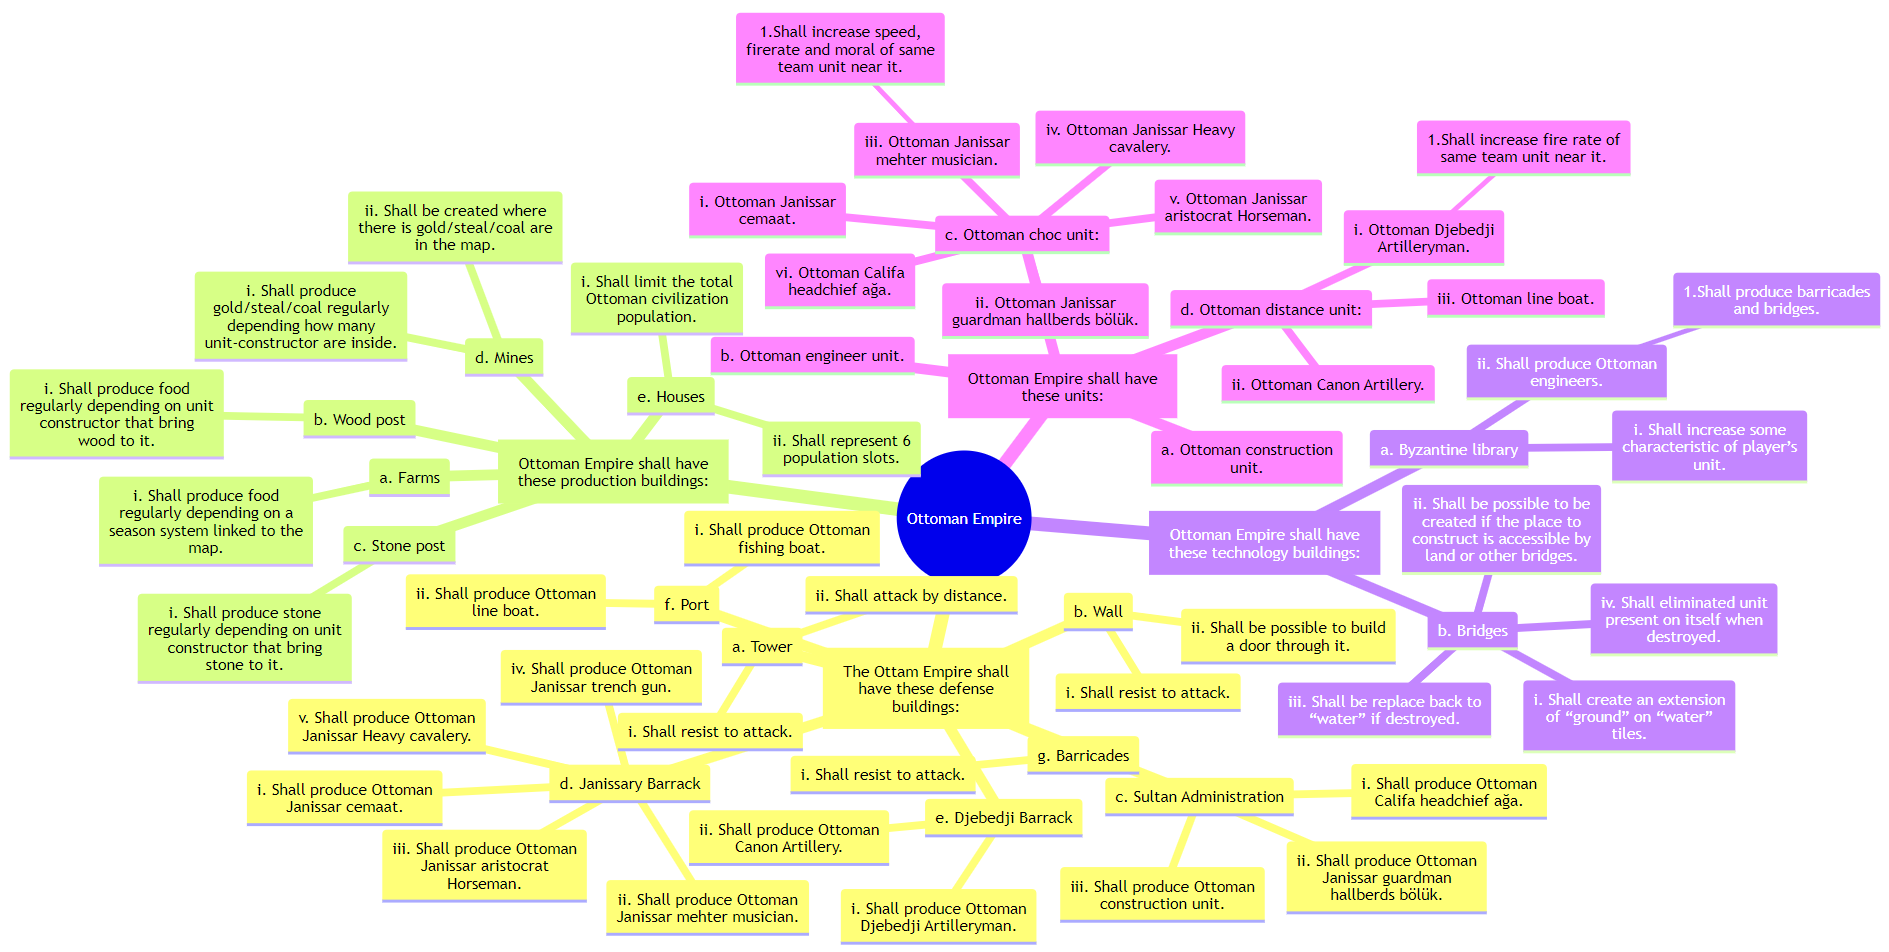 1.Shall increase speed,
firerate and moral of same
team unit near it.
iii. Ottoman Janissar
mehter musician.
iv. Ottoman Janissar Heavy
cavalery.
1.Shall increase fire rate of
same team unit near it.
i. Ottoman Janissar
cemaat.
v. Ottoman Janissar
aristocrat Horseman.
c. Ottoman choc unit:
i. Ottoman Djebedji
Artilleryman.
vi. Ottoman Califa
headchief ağa.
ii. Ottoman Janissar
guardman hallberds bölük.
d. Ottoman distance unit:
iii. Ottoman line boat.
b. Ottoman engineer unit.
Ottoman Empire shall have
these units:
ii. Ottoman Canon Artillery.
a. Ottoman construction
unit.
ii. Shall be created where
there is gold/steal/coal are
in the map.
i. Shall produce
gold/steal/coal regularly
depending how many
unit-constructor are inside.
d. Mines
i. Shall limit the total
Ottoman civilization
population.
e. Houses
ii. Shall represent 6
population slots.
i. Shall produce food
regularly depending on unit
constructor that bring
wood to it.
b. Wood post
a. Farms
Ottoman Empire shall have
these production buildings:
i. Shall produce food
regularly depending on a
season system linked to the
map.
c. Stone post
i. Shall produce stone
regularly depending on unit
constructor that bring
stone to it.
Ottoman Empire
1.Shall produce barricades
and bridges.
ii. Shall produce Ottoman
engineers.
a. Byzantine library
i. Shall increase some
characteristic of player’s
unit.
Ottoman Empire shall have
these technology buildings:
ii. Shall be possible to be
created if the place to
construct is accessible by
land or other bridges.
b. Bridges
iv. Shall eliminated unit
present on itself when
destroyed.
iii. Shall be replace back to
“water” if destroyed.
i. Shall create an extension
of “ground” on “water”
tiles.
i. Shall produce Ottoman
fishing boat.
ii. Shall produce Ottoman
line boat.
f. Port
ii. Shall attack by distance.
a. Tower
b. Wall
ii. Shall be possible to build
a door through it.
i. Shall resist to attack.
The Ottam Empire shall
have these defense
buildings:
iv. Shall produce Ottoman
Janissar trench gun.
v. Shall produce Ottoman
Janissar Heavy cavalery.
i. Shall resist to attack.
d. Janissary Barrack
i. Shall produce Ottoman
Janissar cemaat.
iii. Shall produce Ottoman
Janissar aristocrat
Horseman.
ii. Shall produce Ottoman
Janissar mehter musician.
i. Shall resist to attack.
g. Barricades
c. Sultan Administration
i. Shall produce Ottoman
Califa headchief ağa.
e. Djebedji Barrack
ii. Shall produce Ottoman
Canon Artillery.
i. Shall produce Ottoman
Djebedji Artilleryman.
iii. Shall produce Ottoman
construction unit.
ii. Shall produce Ottoman
Janissar guardman
hallberds bölük.